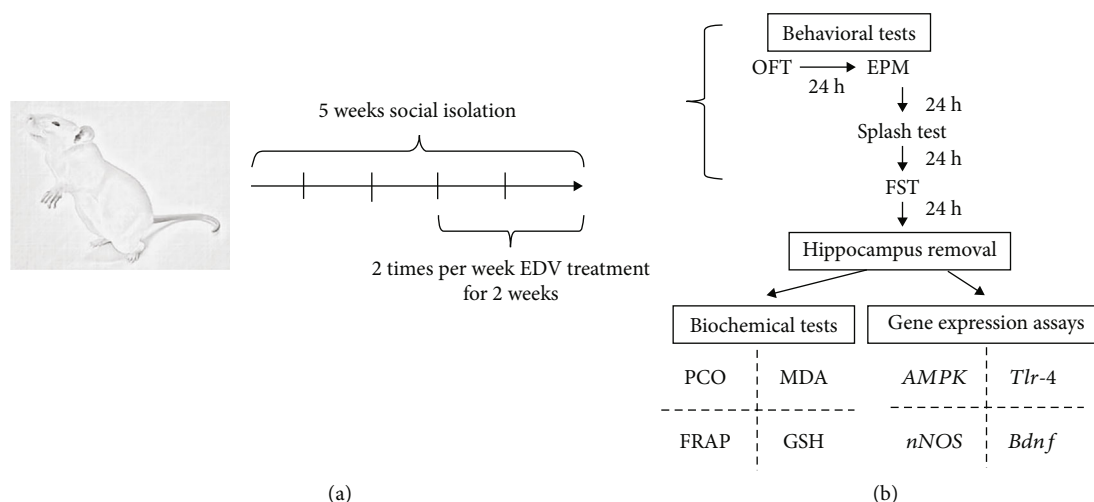 5 weeks social isolation
2 times per week EDV treatment
for 2 weeks
(a)
Behavioral tests
OFT
24 h
EPM
24 h
Splash test
24 h
FST
24 h
Hippocampus removal
Biochemical tests
Gene expression assays
PCO
MDA
AMPK
Tlr-4
FRAP
GSH
nNOS
Bdnf
(b)